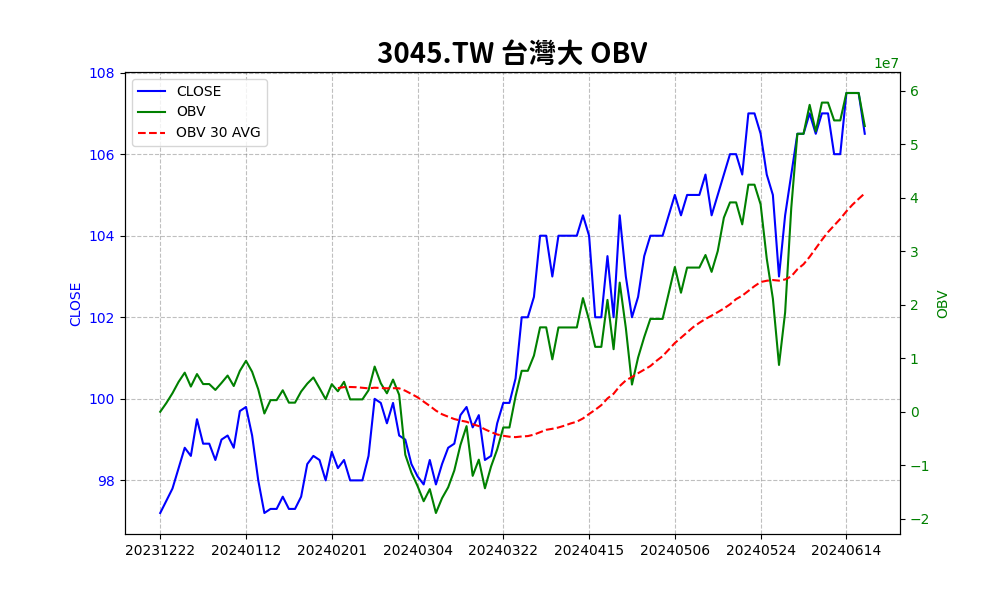 3045.TW 台灣大 OBV
1e7
108
106
104
102
100
98
CLOSE
CLOSE
OBV
OBV 30 AVG
6
5
4
3
2
1
0
−1
−2
OBV
20231222 20240112 20240201 20240304 20240322 20240415 20240506 20240524 20240614